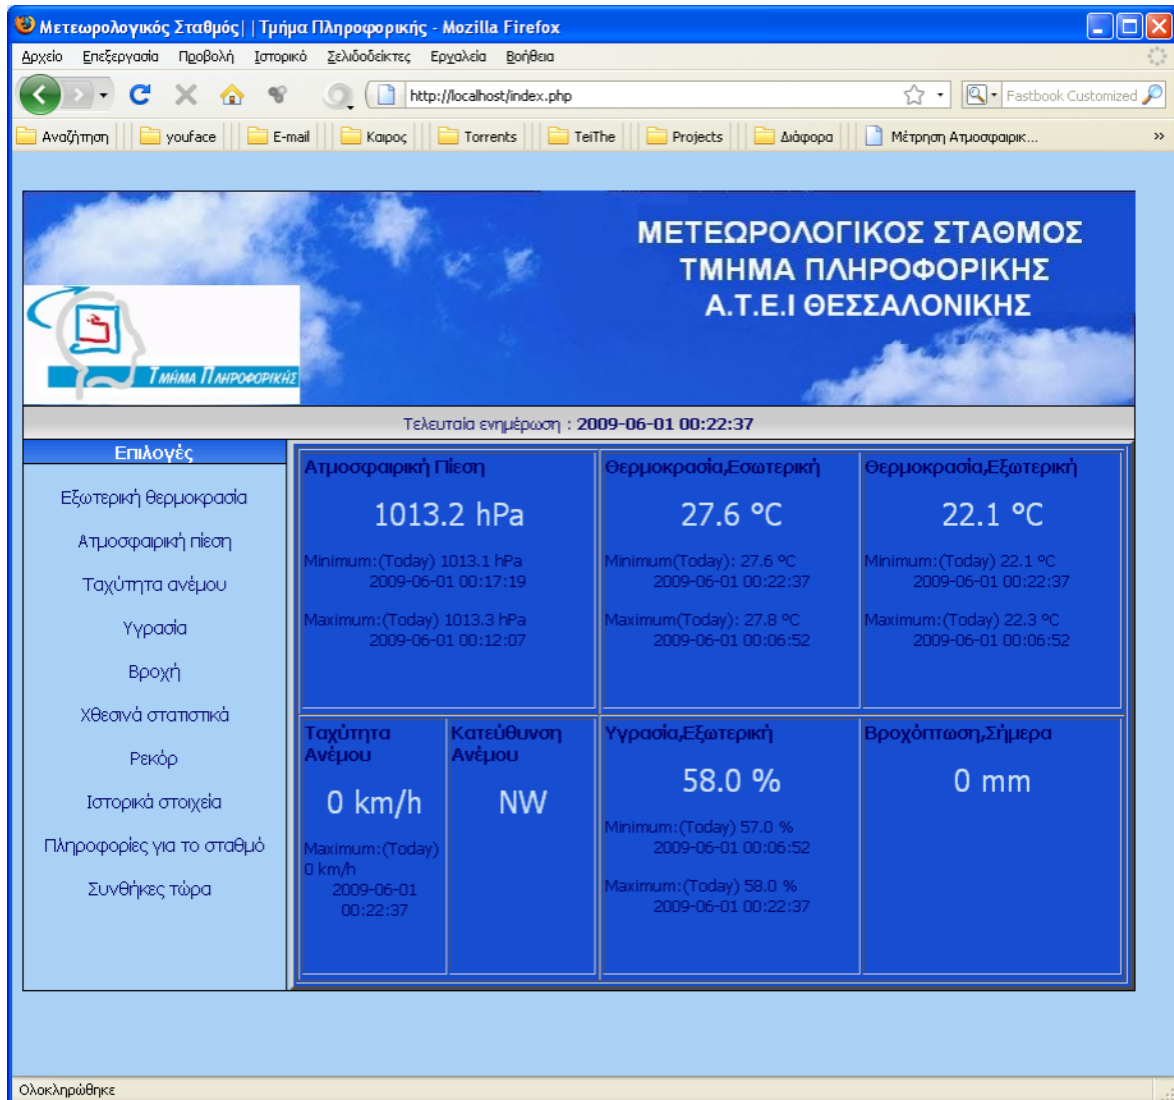 Μετεωρολογικός Σταθμός| | Τμήμα Πληροφορικής - Mozilla Firefox
Αρχείο Επεξεργασία Προβολή Ιστορικό Σελιδοδείκτες Εργαλεία Βοήθεια
http://localhost/index.php
Fastbook Customized
Αναζήτηση youface E-mail Καιρος Torrents TeiThe Projects Διάφορα Μέτρηση Ατμοσφαιρικ... »
ΜΕΤΕΩΡΟΛΟΓΙΚΟΣ ΣΤΑΘΜΟΣ
ΤΜΗΜΑ ΠΛΗΡΟΦΟΡΙΚΗΣ
Α.Τ.Ε.Ι ΘΕΣΣΑΛΟΝΙΚΗΣ
ΤΜΗΜΑ ΠΛΗΡΟΦΟΡΙΚΗΣ
Τελευταία ενημέρωση : 2009-06-01 00:22:37
Επιλογές
Εξωτερική θερμοκρασία
Ατμοσφαιρική πίεση
Ταχύτητα ανέμου
Υγρασία
Βροχή
Χθεσινά στατιστικά
Ρεκόρ
Ιστορικά στοιχεία
Πληροφορίες για το σταθμό
Συνθήκες τώρα
Ατμοσφαιρική Πίεση
1013.2 hPa
Minimum:(Today) 1013.1 hPa
2009-06-01 00:17:19
Maximum:(Today) 1013.3 hPa
2009-06-01 00:12:07
Θερμοκρασία,Εσωτερική
27.6 °C
Minimum(Today): 27.6 °C
2009-06-01 00:22:37
Maximum(Today): 27.8 °C
2009-06-01 00:06:52
Θερμοκρασία,Εξωτερική
22.1 °C
Minimum:(Today) 22.1 °C
2009-06-01 00:22:37
Maximum:(Today) 22.3 °C
2009-06-01 00:06:52
Ταχύτητα
Ανέμου
0 km/h
Maximum:(Today)
0 km/h
2009-06-01
00:22:37
Κατεύθυνση
Ανέμου
NW
Υγρασία,Εξωτερική
58.0 %
Minimum:(Today) 57.0 %
2009-06-01 00:06:52
Maximum:(Today) 58.0 %
2009-06-01 00:22:37
Βροχόπτωση,Σήμερα
0 mm
Ολοκληρώθηκε